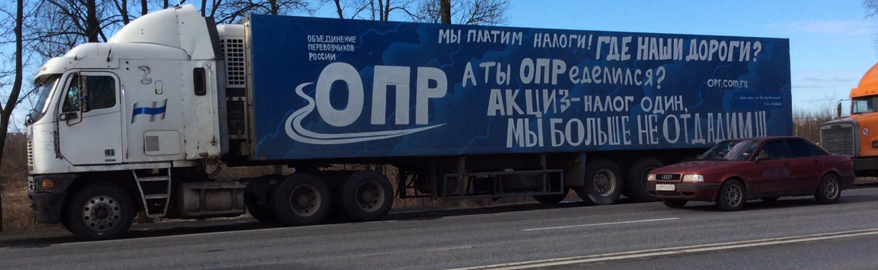 ОБЪЕДИНЕНИЕ
ПЕРЕВОЗЧИКОВ
РОССИИ
ОПР
МЫ ПЛАТИМ НАЛОГИ! ГДЕ НАШИ ДОРОГИ?
А ТЫ ОПРеделился?
opr.com.ru
АКЦИЗ-налог один,
МЫ БОЛЬШЕ НЕ ОТДАДИМ!!!